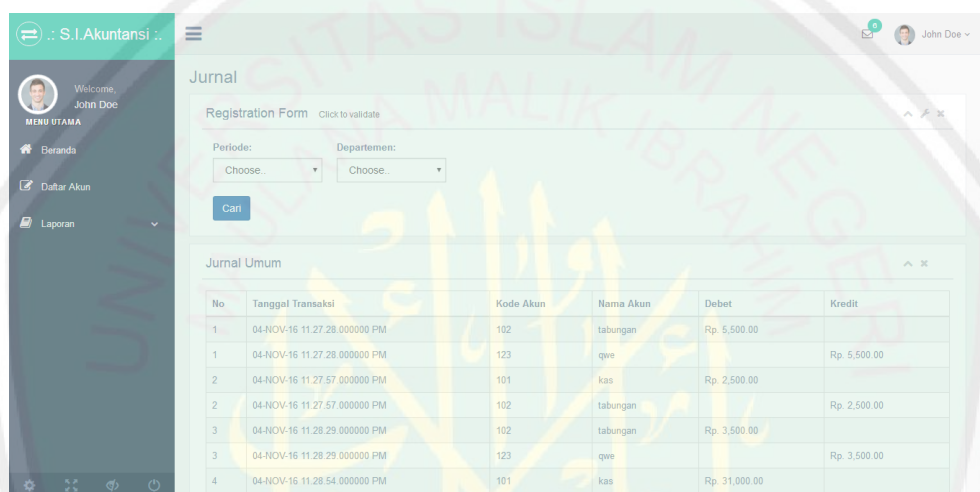 .: S.I.Akuntansi :.
6
John Doe
Welcome,
John Doe
MENU UTAMA
Beranda
Daftar Akun
Laporan
Jurnal
Registration Form Click to validate
Periode: Departemen:
Choose.. Choose..
Cari
Jurnal Umum
No Tanggal Transaksi Kode Akun Nama Akun Debet Kredit
1 04-NOV-16 11.27.28.000000 PM 102 tabungan Rp. 5,500.00
1 04-NOV-16 11.27.28.000000 PM 123 qwe Rp. 5,500.00
2 04-NOV-16 11.27.57.000000 PM 101 kas Rp. 2,500.00
2 04-NOV-16 11.27.57.000000 PM 102 tabungan Rp. 2,500.00
3 04-NOV-16 11.28.29.000000 PM 102 tabungan Rp. 3,500.00
3 04-NOV-16 11.28.29.000000 PM 123 qwe Rp. 3,500.00
4 04-NOV-16 11.28.54.000000 PM 101 kas Rp. 31,000.00
UNIVERSITAS ISLAM NEGERI
MAULANA MALIK IBRAHIM